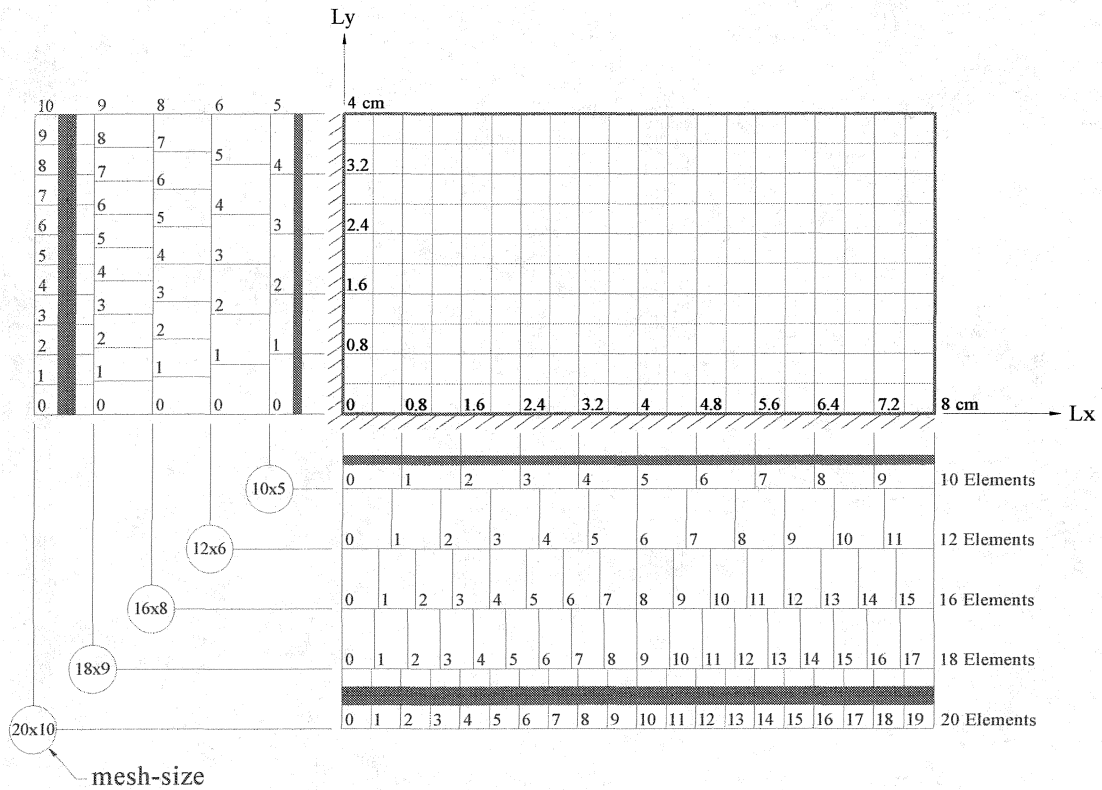 Ly
10 9 8 6 5 4 cm
9 8 7 5 4 3.2
8 7 6 4 3 2.4
7 6 5 3 2 1.6
6 5 4 2 1 0.8
5 4 3 1
4 3 2
3 2 1
2 1
1
0 0 0 0 0 0 0.8 1.6 2.4 3.2 4 4.8 5.6 6.4 7.2 8 cm Lx
10x5 0 1 2 3 4 5 6 7 8 9 10 Elements
12x6 0 1 2 3 4 5 6 7 8 9 10 11 12 Elements
16x8 0 1 2 3 4 5 6 7 8 9 10 11 12 13 14 15 16 Elements
18x9 0 1 2 3 4 5 6 7 8 9 10 11 12 13 14 15 16 17 18 Elements
20x10 0 1 2 3 4 5 6 7 8 9 10 11 12 13 14 15 16 17 18 19 20 Elements
mesh-size